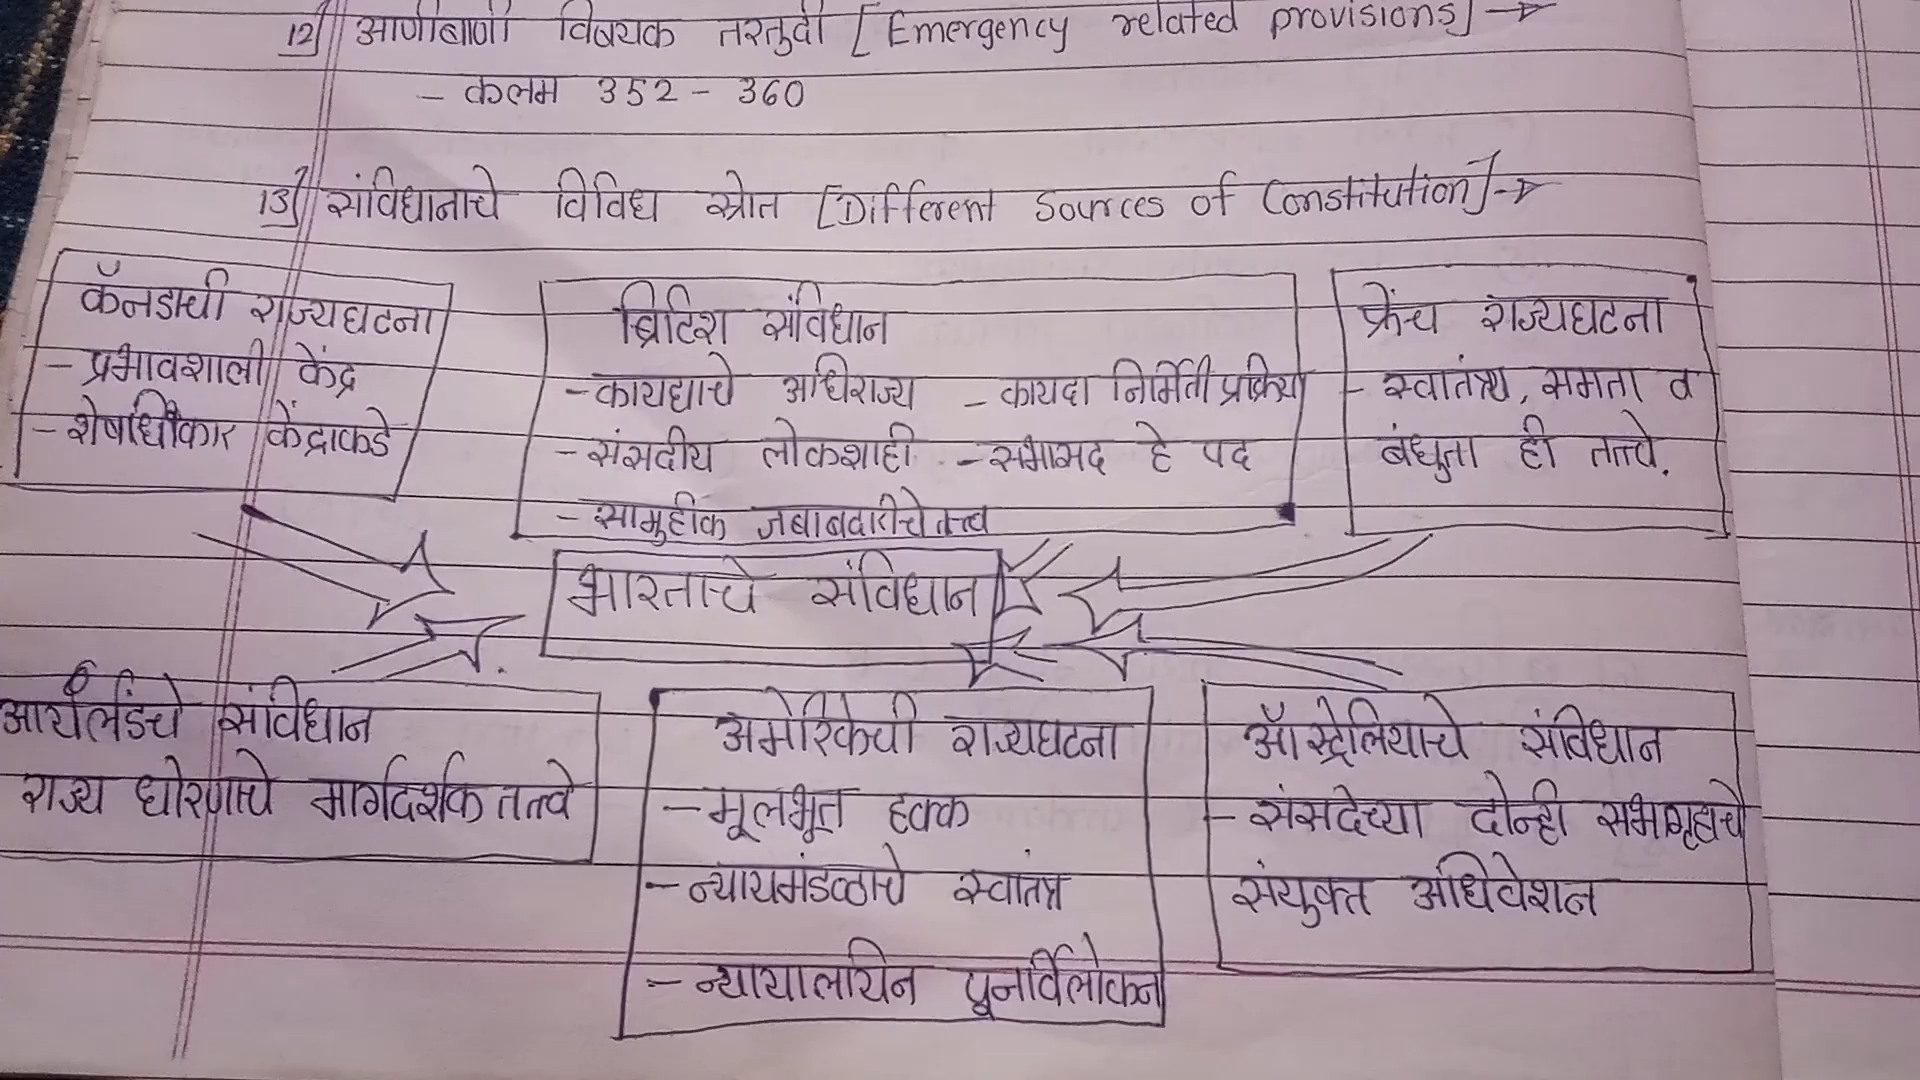 12] आणीबाणी विषयक तरतुदी [Emergency related provisions] →
- कलम 352 - 360
13] संविधानाचे विविध स्रोत [Different Sources of Constitution] →
कॅनडाची राज्यघटना
- प्रभावशाली केंद्र
- शेषाधिकार केंद्राकडे
ब्रिटिश संविधान
- कायद्याचे अधिराज्य - कायदा निर्मिती प्रक्रिया
- संसदीय लोकशाही - सभासद हे पद
- सामुहीक जबाबदारीचे तत्त्व
फ्रेंच राज्यघटना
- स्वातंत्र्य, समता व
बंधुता ही तत्त्वे.
भारताचे संविधान
आर्यलंडचे संविधान
राज्य धोरणाचे मार्गदर्शक तत्त्वे
अमेरिकेची राज्यघटना
- मूलभूत हक्क
- न्यायमंडळाचे स्वातंत्र
- न्यायालयिन पूनर्विलोकन
ऑस्ट्रेलियाचे संविधान
- संसदेच्या दोन्ही सभागृहाचे
संयुक्त अधिवेशन